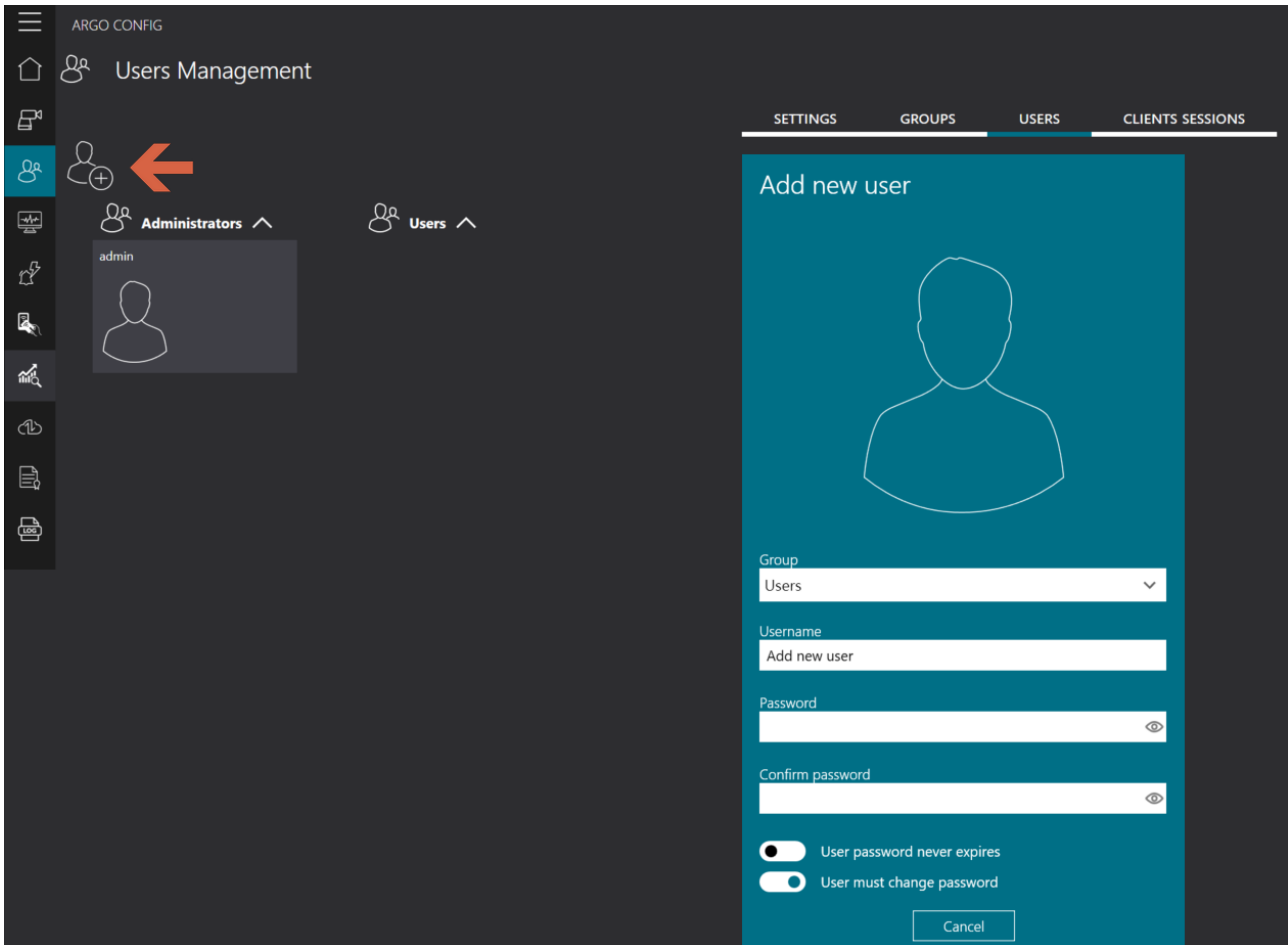 ARGO CONFIG
Users Management
SETTINGS GROUPS USERS CLIENTS SESSIONS
Administrators Users
admin
Add new user
Group
Users
Username
Add new user
Password
Confirm password
User password never expires
User must change password
Cancel
LOG